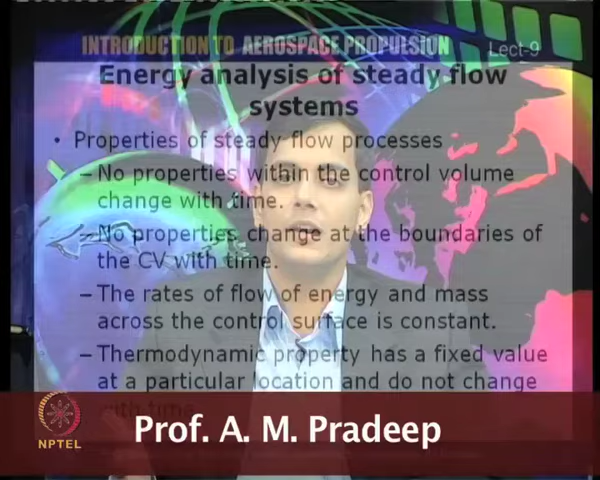 INTRODUCTION TO AEROSPACE PROPULSION Lect-9
Energy analysis of steady flow
systems
• Properties of steady flow processes
– No properties within the control volume
change with time.
– No properties change at the boundaries of
the CV with time.
– The rates of flow of energy and mass
across the control surface is constant.
– Thermodynamic property has a fixed value
at a particular location and do not change
with time.
NPTEL
Prof. A. M. Pradeep